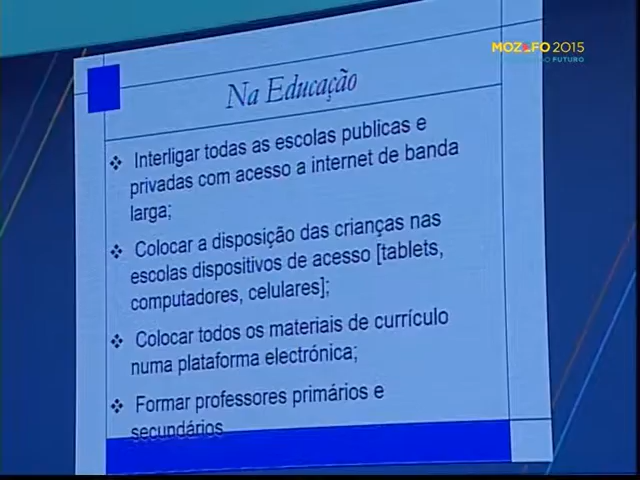 MOZEFO 2015
FUTURO
Na Educação
❖ Interligar todas as escolas publicas e
privadas com acesso a internet de banda
larga;
❖ Colocar a disposição das crianças nas
escolas dispositivos de acesso [tablets,
computadores, celulares];
❖ Colocar todos os materiais de currículo
numa plataforma electrónica;
❖ Formar professores primários e
secundários